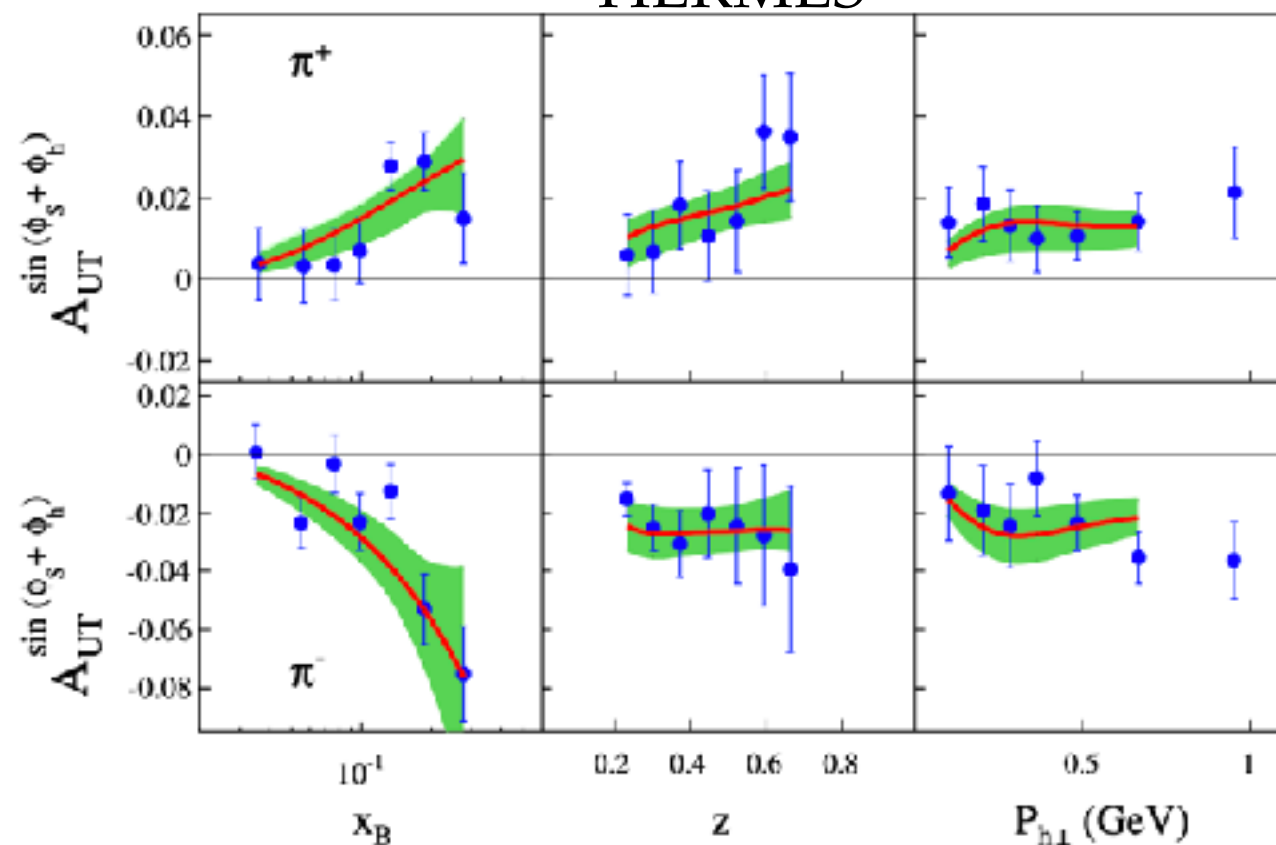 HERMES
π⁺
A_UT^sin (ϕ_S + ϕ_h)
0.06
0.04
0.02
0
-0.02
π⁻
A_UT^sin (ϕ_S + ϕ_h)
0.02
0
-0.02
-0.04
-0.06
-0.08
10⁻¹
0.2 0.4 0.6 0.8
0.5 1
x_B
z
P_h⊥ (GeV)